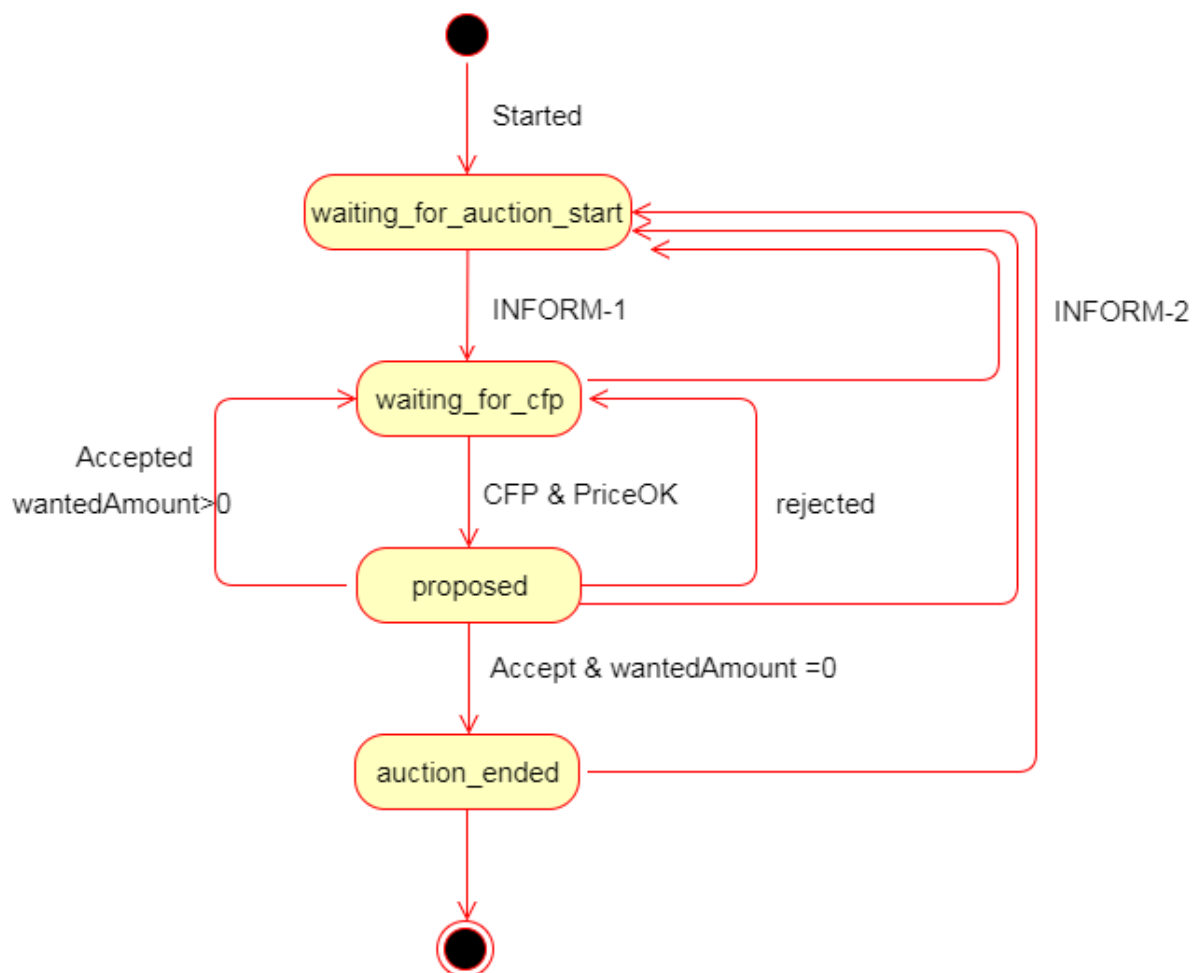 Started
waiting_for_auction_start
INFORM-1
INFORM-2
waiting_for_cfp
Accepted
wantedAmount>0
CFP & PriceOK
rejected
proposed
Accept & wantedAmount =0
auction_ended